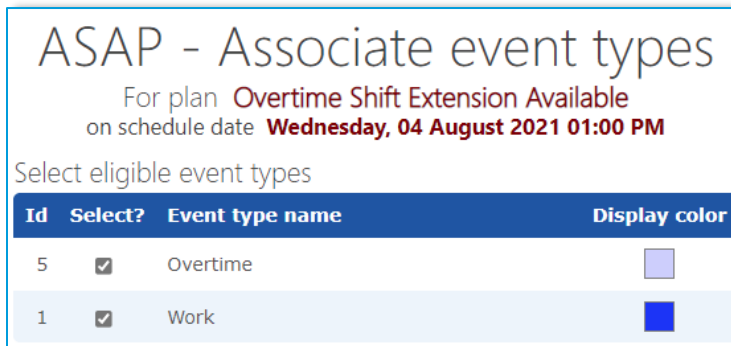 ASAP - Associate event types
For plan Overtime Shift Extension Available
on schedule date Wednesday, 04 August 2021 01:00 PM
Select eligible event types
Id Select? Event type name Display color
5 Overtime
1 Work